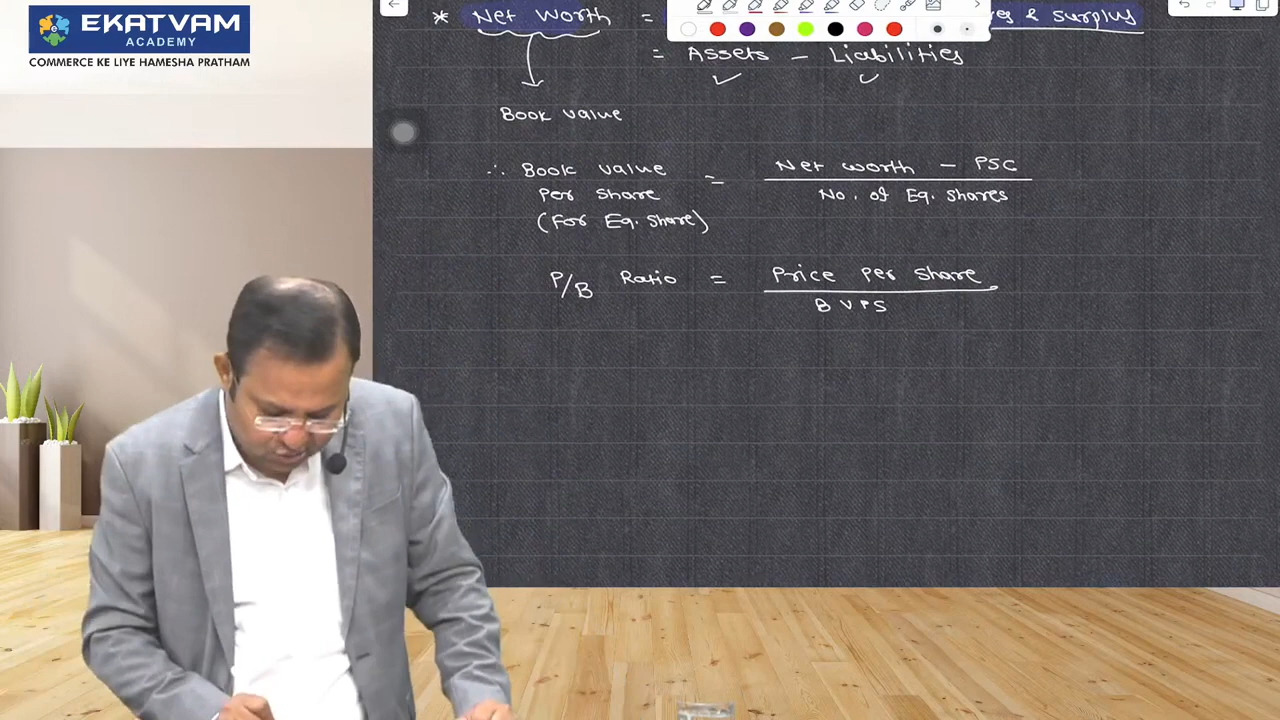 EKATVAM
ACADEMY
COMMERCE KE LIYE HAMESHA PRATHAM
* Net Worth = & Surplus
= Assets - Liabilities
Book value
∴ Book value Per share (For Eq. Share) = Net worth - PSC / No. of Eq. Shares
P/B Ratio = Price Per Share / BVPS